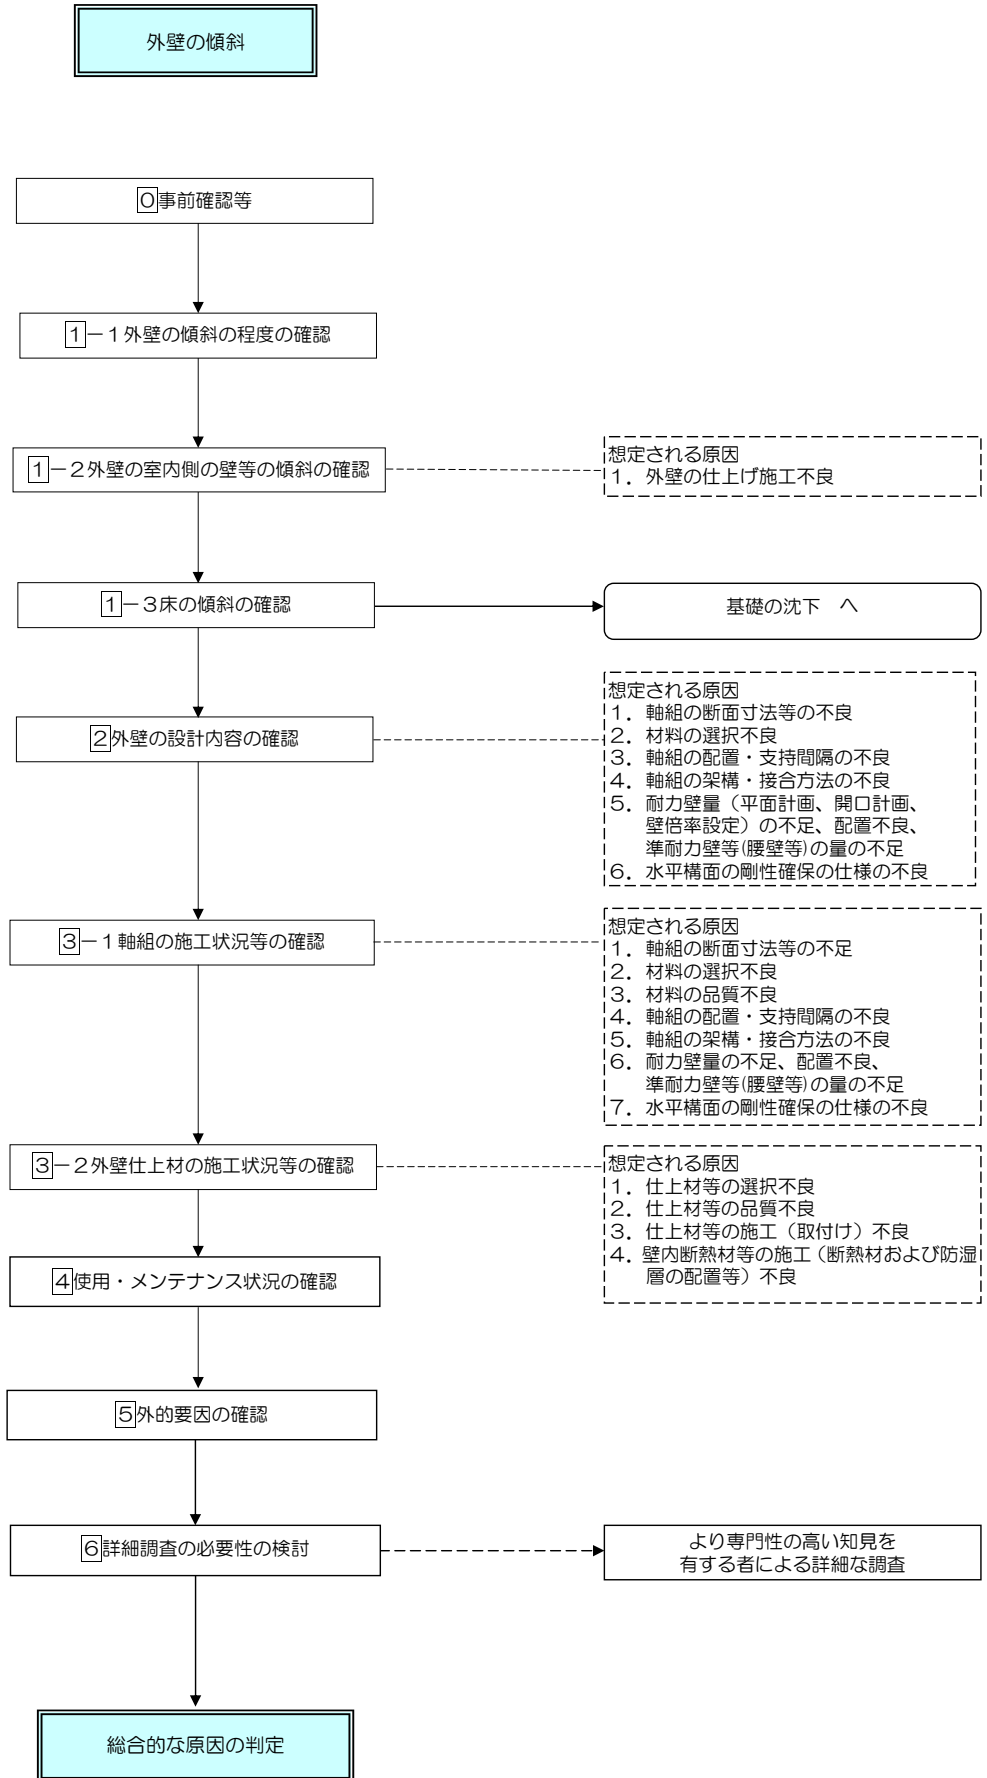 外壁の傾斜
0事前確認等
1－１外壁の傾斜の程度の確認
1－２外壁の室内側の壁等の傾斜の確認
想定される原因
１．外壁の仕上げ施工不良
1－３床の傾斜の確認
基礎の沈下　へ
2外壁の設計内容の確認
想定される原因
１．軸組の断面寸法等の不良
２．材料の選択不良
３．軸組の配置・支持間隔の不良
４．軸組の架構・接合方法の不良
５．耐力壁量（平面計画、開口計画、
壁倍率設定）の不足、配置不良、
準耐力壁等(腰壁等)の量の不足
６．水平構面の剛性確保の仕様の不良
3－１軸組の施工状況等の確認
想定される原因
１．軸組の断面寸法等の不足
２．材料の選択不良
３．材料の品質不良
４．軸組の配置・支持間隔の不良
５．軸組の架構・接合方法の不良
６．耐力壁量の不足、配置不良、
準耐力壁等(腰壁等)の量の不足
７．水平構面の剛性確保の仕様の不良
3－２外壁仕上材の施工状況等の確認
想定される原因
１．仕上材等の選択不良
２．仕上材等の品質不良
３．仕上材等の施工（取付け）不良
４．壁内断熱材等の施工（断熱材および防湿
層の配置等）不良
4使用・メンテナンス状況の確認
5外的要因の確認
6詳細調査の必要性の検討
より専門性の高い知見を
有する者による詳細な調査
総合的な原因の判定